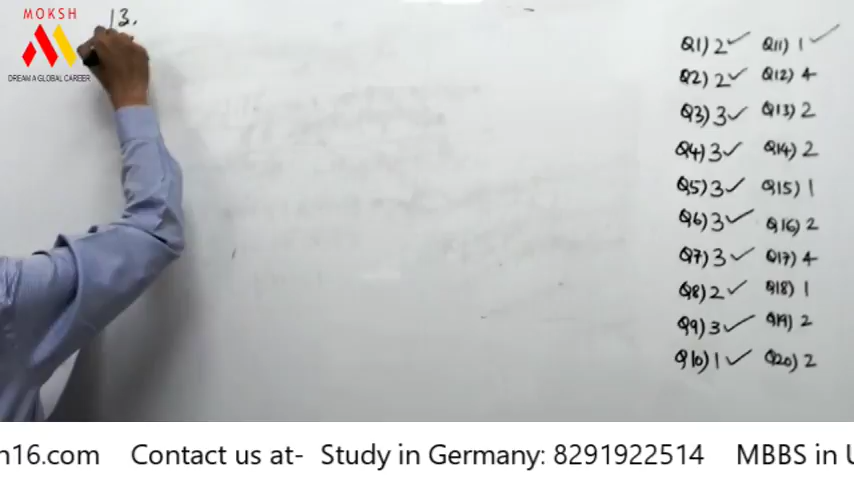 MOKSH
DREAM A GLOBAL CAREER
13.
Q1) 2 ✓ Q11) 1 ✓
Q2) 2 ✓ Q12) 4
Q3) 3 ✓ Q13) 2
Q4) 3 ✓ Q14) 2
Q5) 3 ✓ Q15) 1
Q6) 3 ✓ Q16) 2
Q7) 3 ✓ Q17) 4
Q8) 2 ✓ Q18) 1
Q9) 3 ✓ Q19) 2
Q10) 1 ✓ Q20) 2
h16.com Contact us at- Study in Germany: 8291922514 MBBS in U